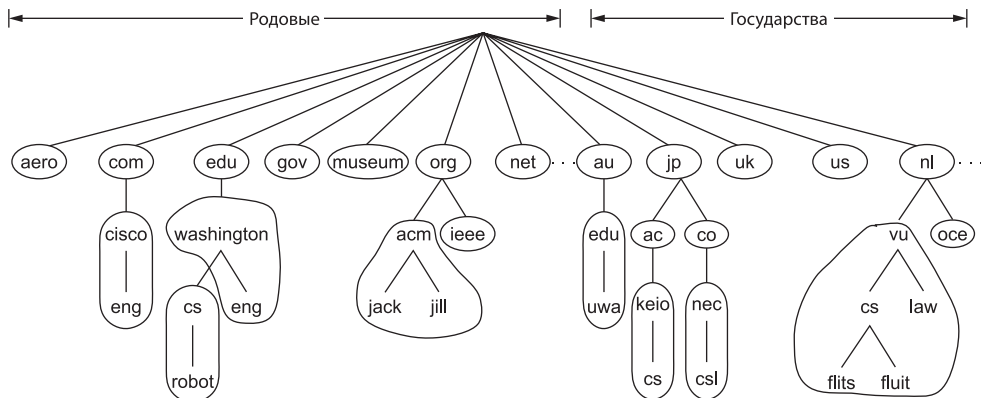 Родовые Государства
aero com edu gov museum org net · · · au jp uk us nl · · ·
cisco washington acm ieee edu ac co vu oce
eng cs eng jack jill uwa keio nec cs law
robot cs csl flits fluit